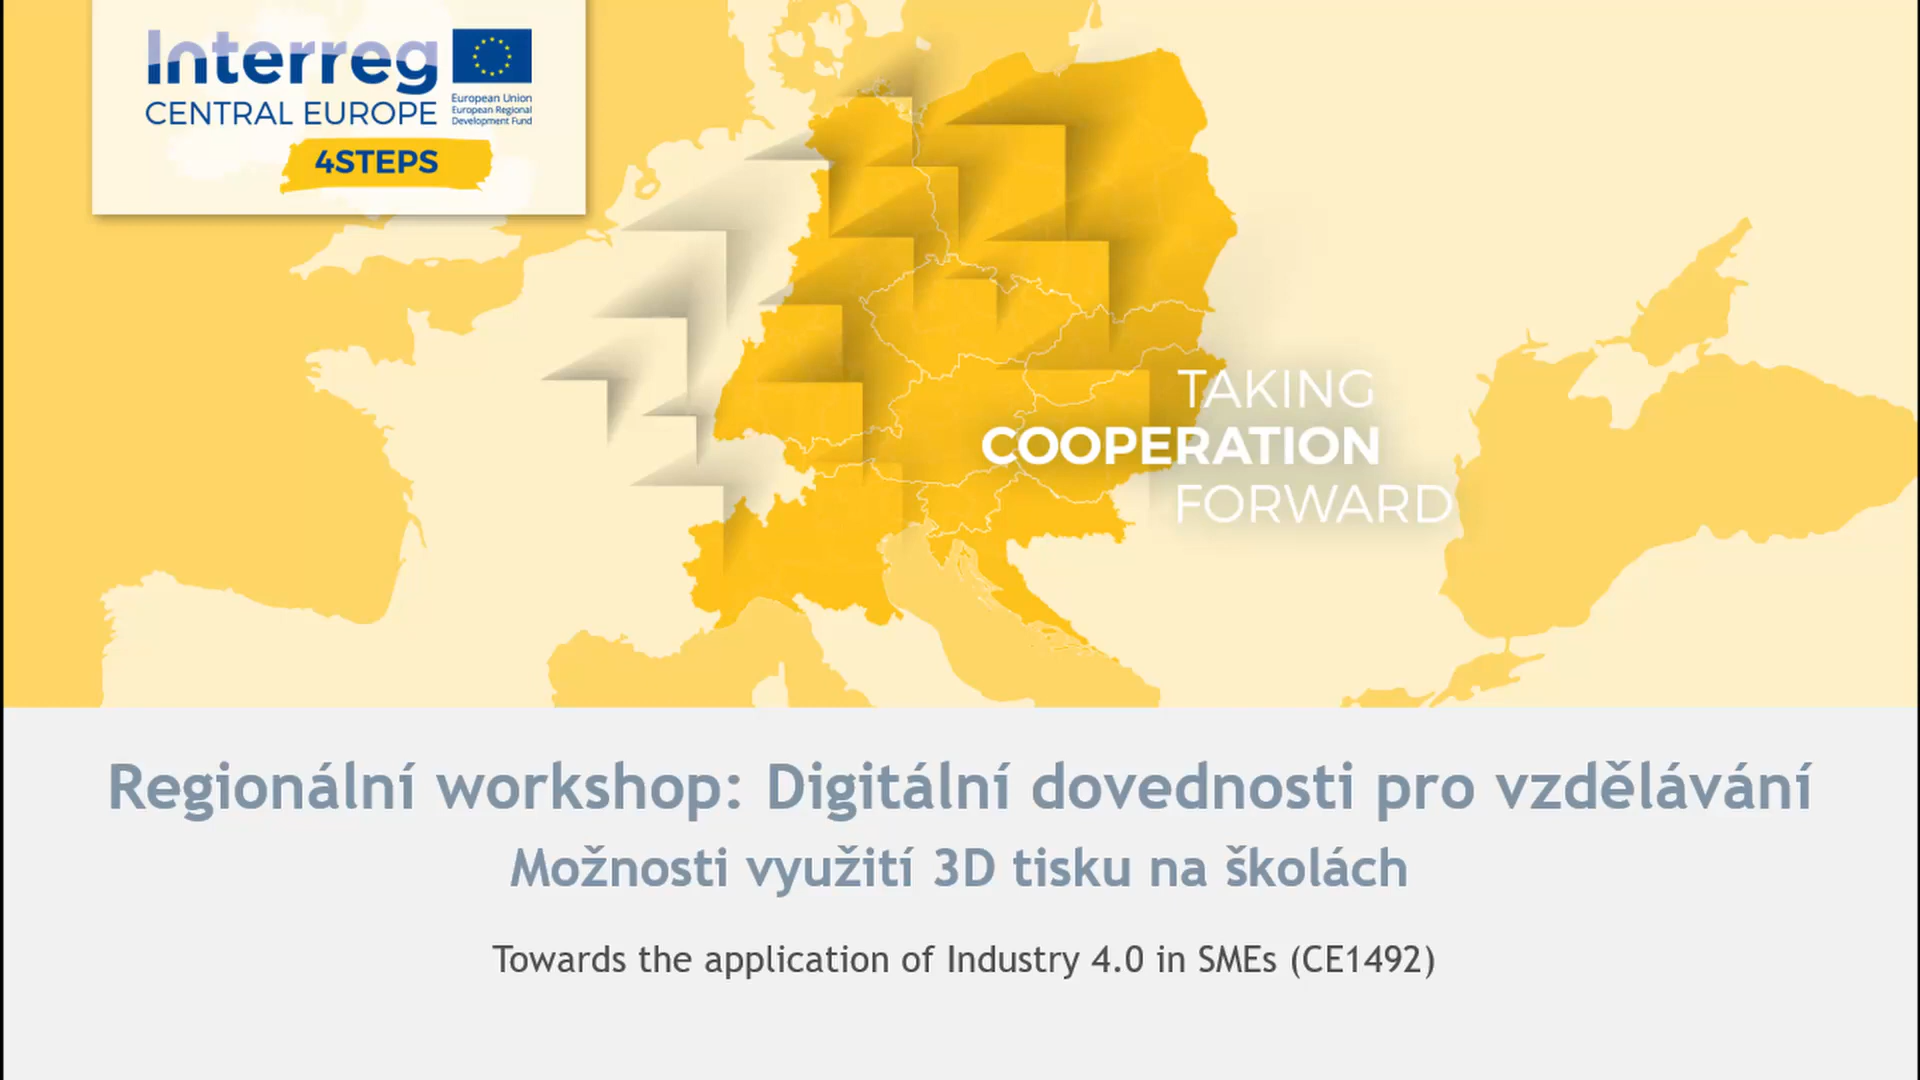 Interreg
CENTRAL EUROPE
European Union
European Regional
Development Fund
4STEPS
TAKING
COOPERATION
FORWARD
Regionální workshop: Digitální dovednosti pro vzdělávání
Možnosti využití 3D tisku na školách
Towards the application of Industry 4.0 in SMEs (CE1492)